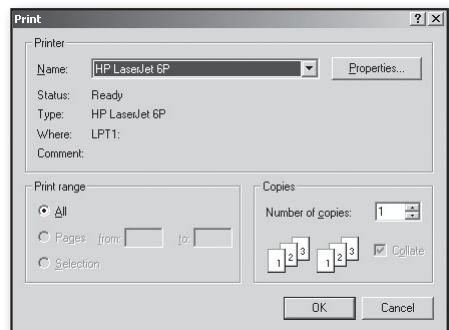 Print
Printer
Name: HP LaserJet 6P Properties...
Status: Ready
Type: HP LaserJet 6P
Where: LPT1:
Comment:
Print range
All
Pages from: to:
Selection
Copies
Number of copies: 1
1 2 3 1 2 3 Collate
OK Cancel